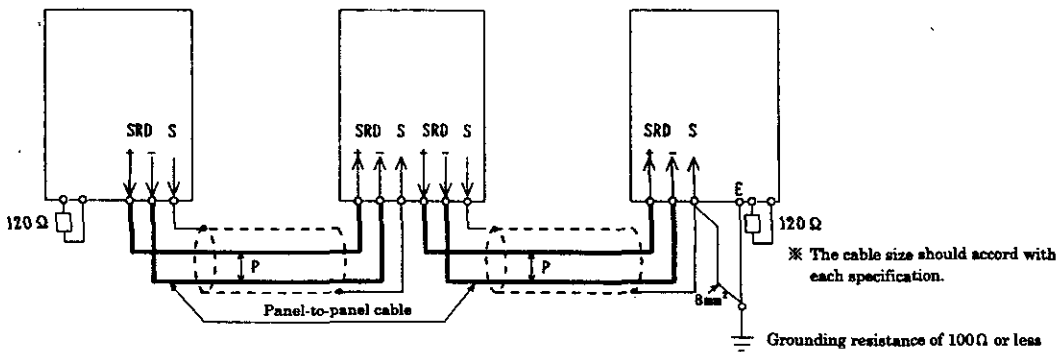 SRD S
+ −
120 Ω
SRD S SRD S
+ − + −
SRD S
+ −
E
120 Ω
P
P
Panel-to-panel cable
8mm²
※ The cable size should accord with
each specification.
Grounding resistance of 100Ω or less